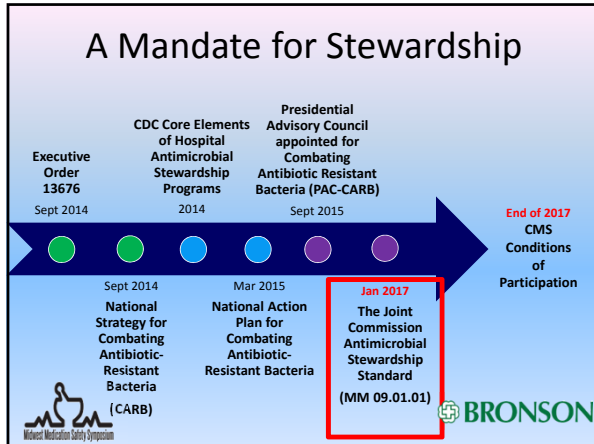 A Mandate for Stewardship
Executive
Order
13676
Sept 2014
Sept 2014
National
Strategy for
Combating
Antibiotic-
Resistant
Bacteria
(CARB)
CDC Core Elements
of Hospital
Antimicrobial
Stewardship
Programs
2014
Mar 2015
National Action
Plan for
Combating
Antibiotic-
Resistant Bacteria
Presidential
Advisory Council
appointed for
Combating
Antibiotic Resistant
Bacteria (PAC-CARB)
Sept 2015
Jan 2017
The Joint
Commission
Antimicrobial
Stewardship
Standard
(MM 09.01.01)
End of 2017
CMS
Conditions
of
Participation
Midwest Medication Safety Symposium
BRONSON